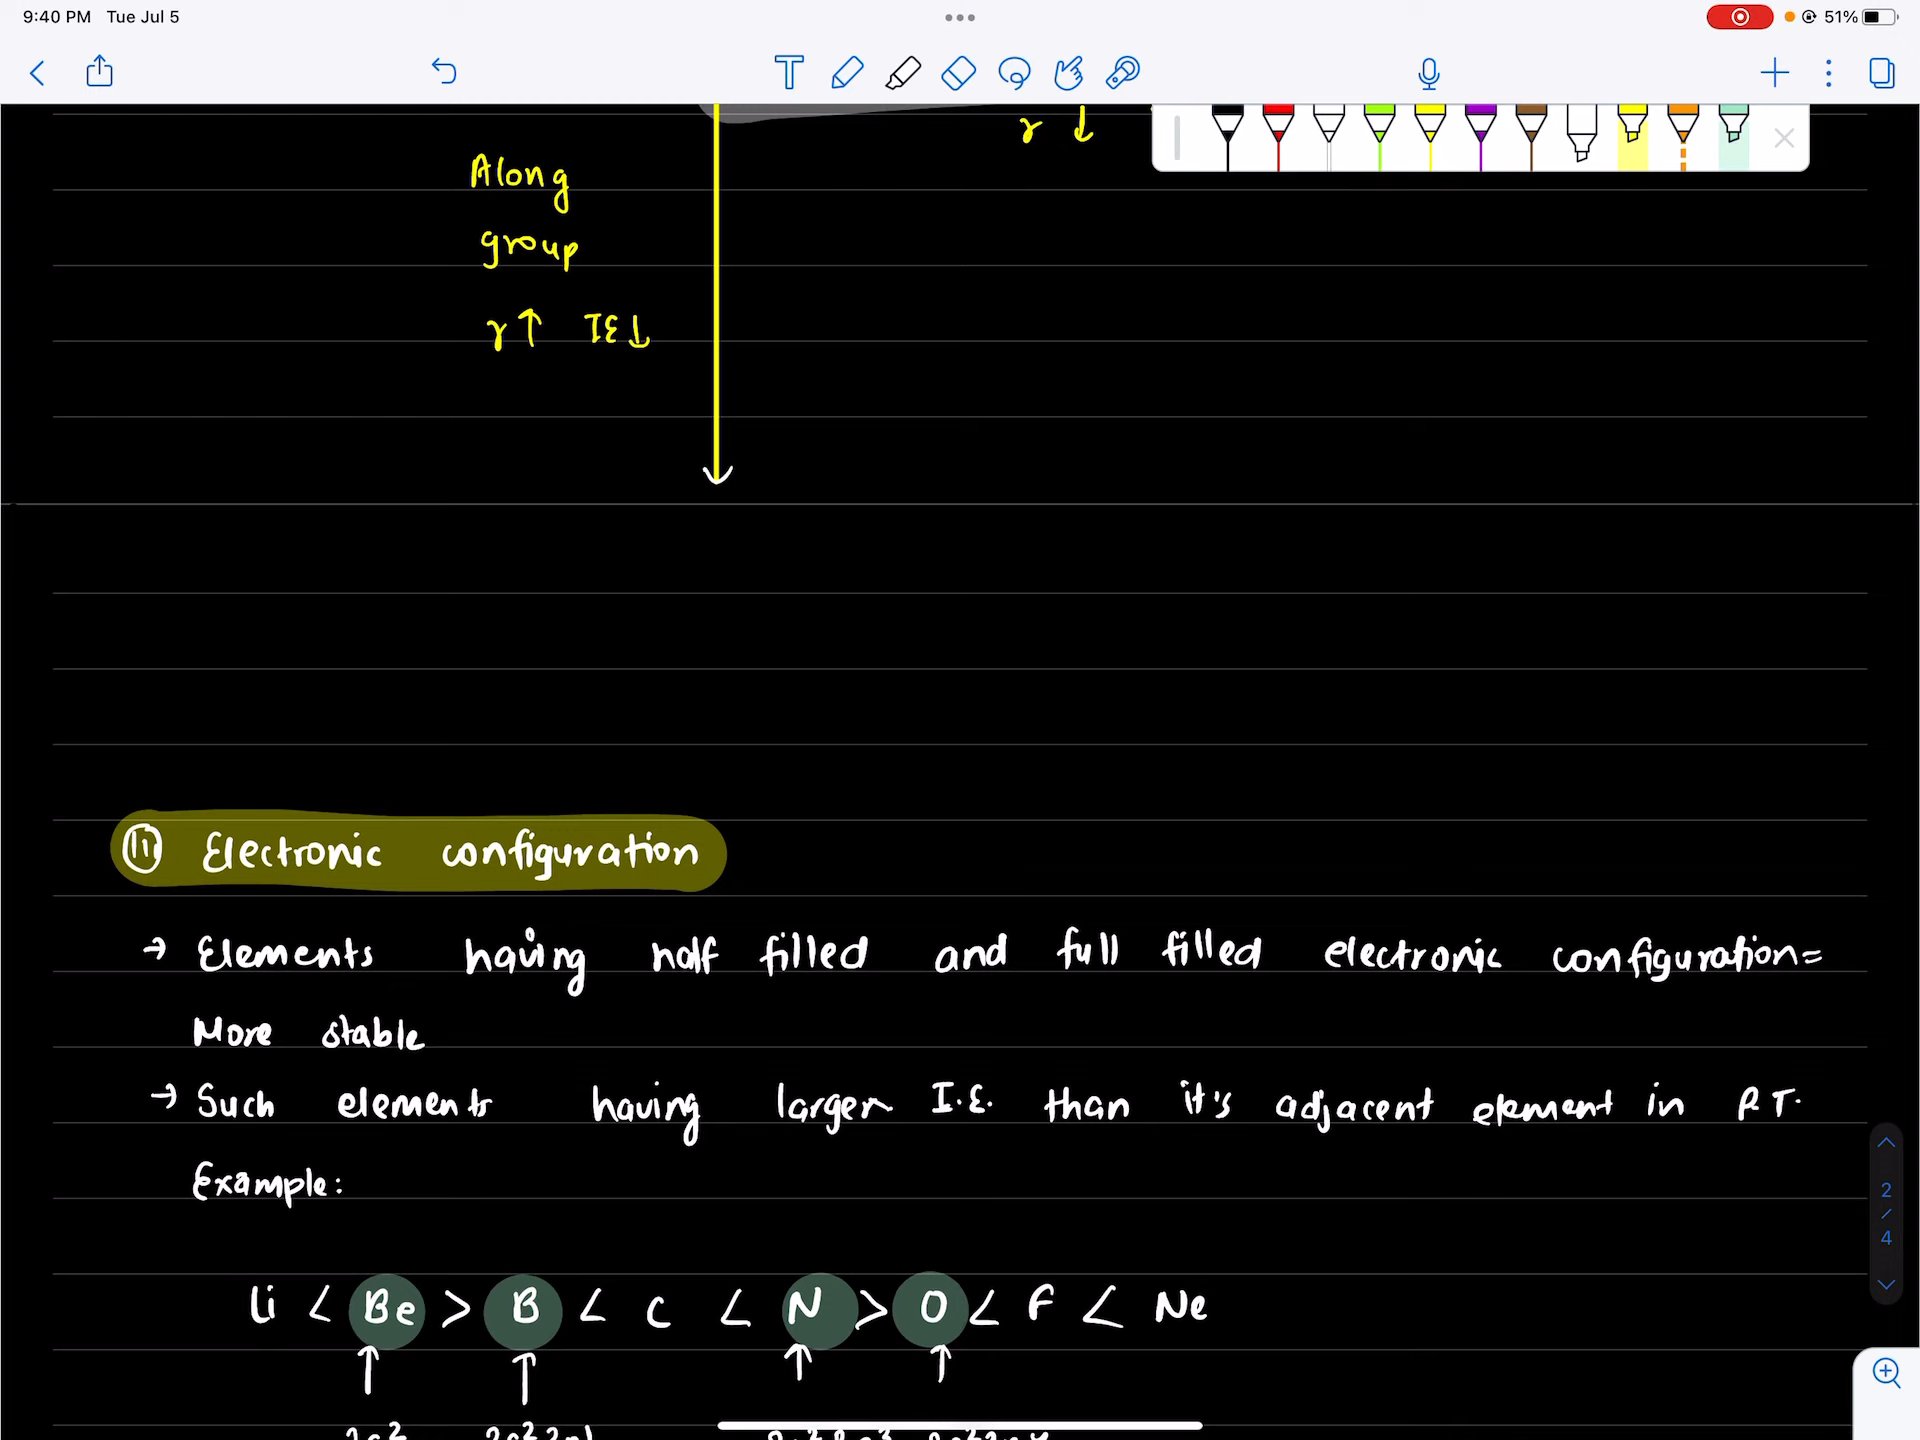 9:40 PM Tue Jul 5
51%
r ↓
Along
group
r↑ IE↓
(ii) Electronic configuration
→ Elements having half filled and full filled electronic configuration=
More stable
→ Such elements having larger I.E. than it's adjacent element in P.T.
Example:
Li < Be > B < C < N > O < F < Ne
↑ ↑ ↑ ↑
2
/
4